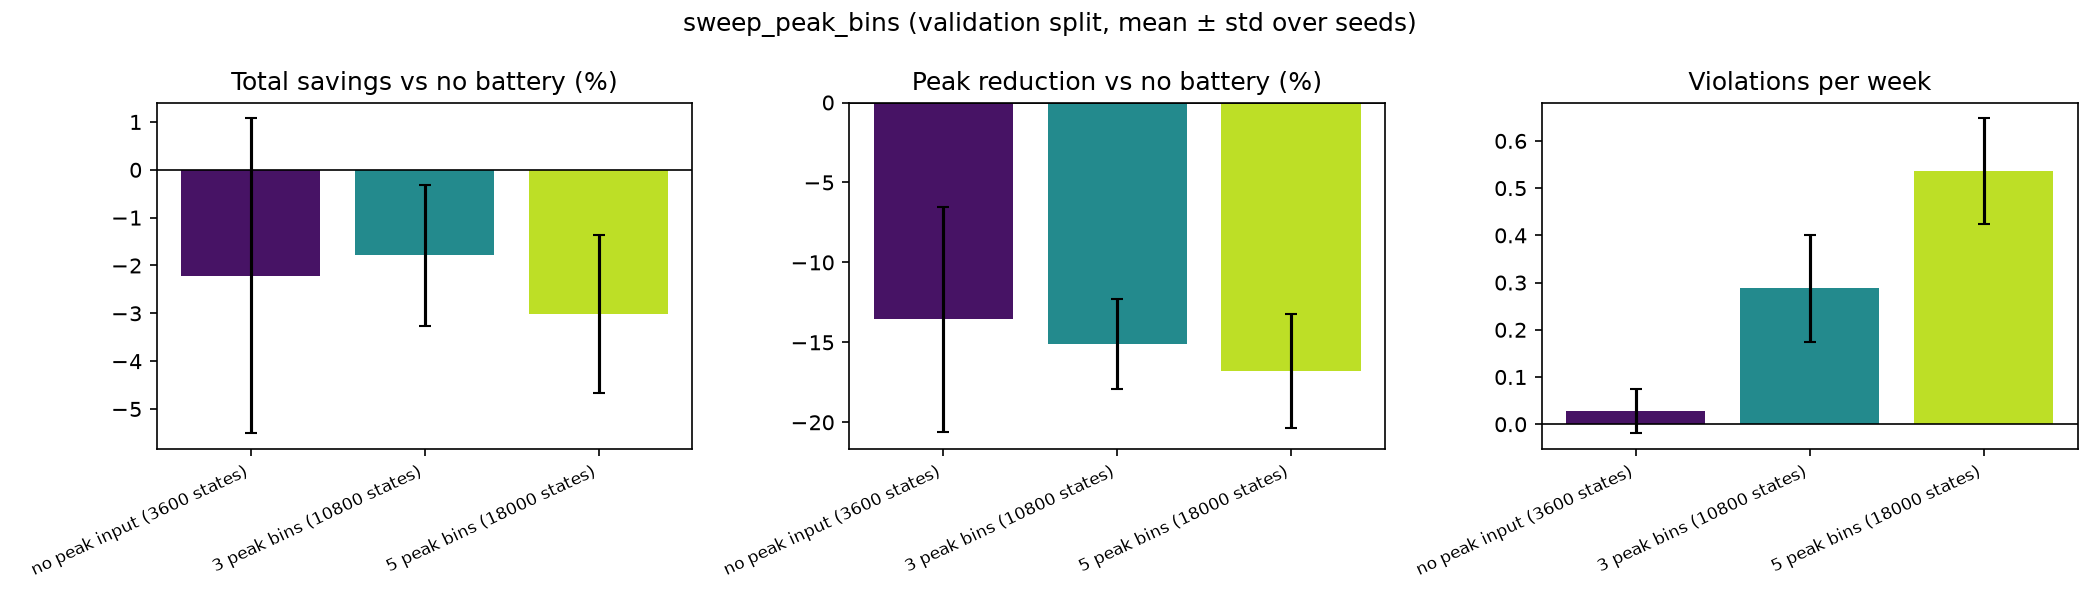 sweep_peak_bins (validation split, mean ± std over seeds)
Total savings vs no battery (%)
1
0
−1
−2
−3
−4
−5
no peak input (3600 states)
3 peak bins (10800 states)
5 peak bins (18000 states)
Peak reduction vs no battery (%)
0
−5
−10
−15
−20
no peak input (3600 states)
3 peak bins (10800 states)
5 peak bins (18000 states)
Violations per week
0.6
0.5
0.4
0.3
0.2
0.1
0.0
no peak input (3600 states)
3 peak bins (10800 states)
5 peak bins (18000 states)